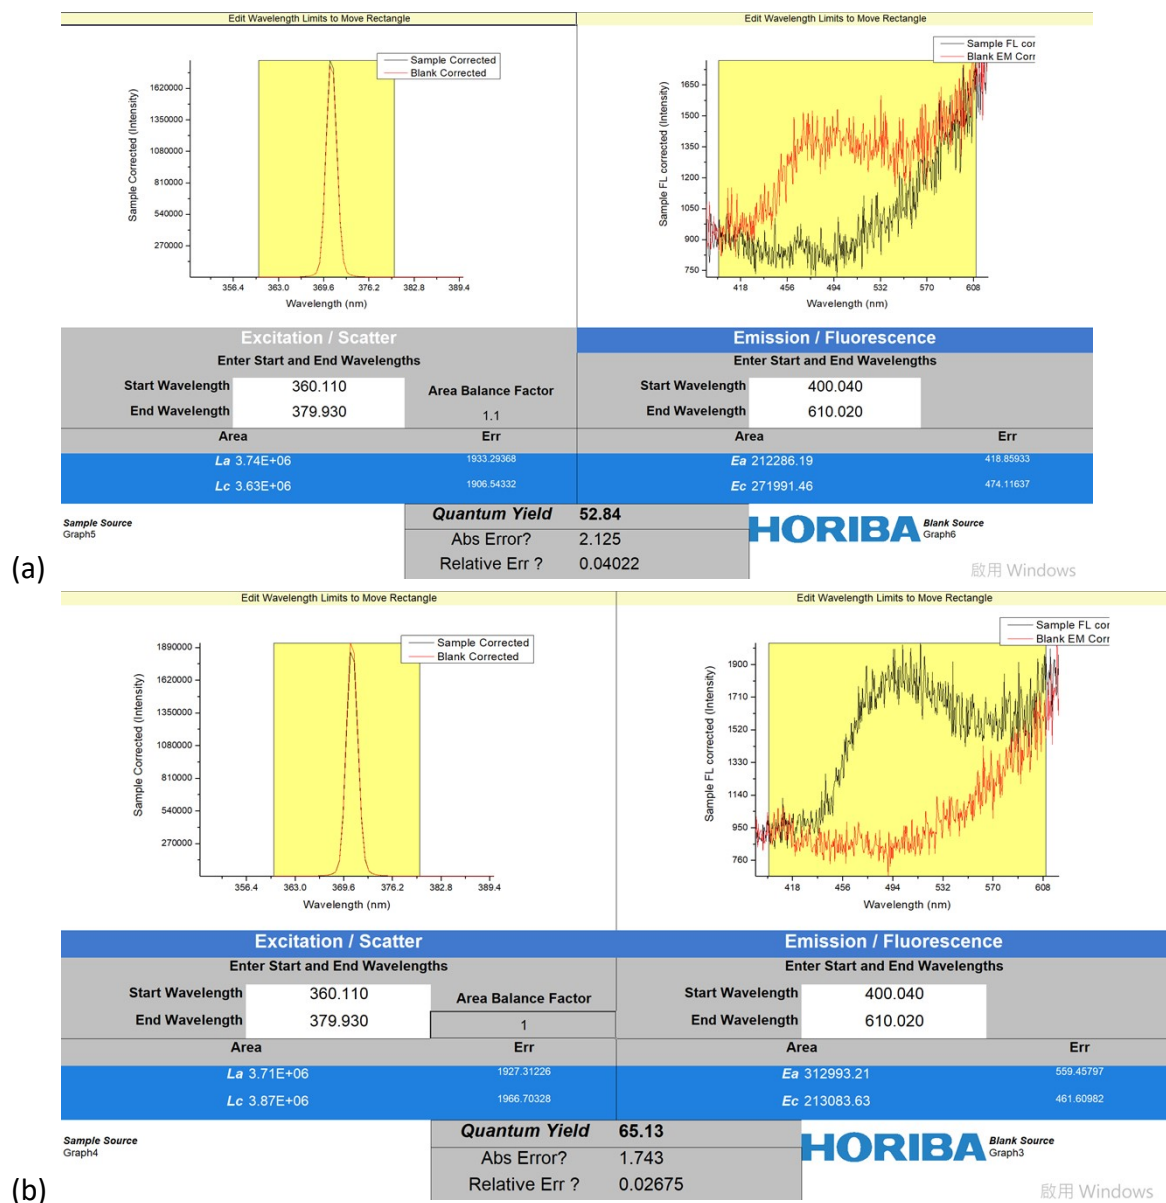 Edit Wavelength Limits to Move Rectangle
Edit Wavelength Limits to Move Rectangle
Sample Corrected
Blank Corrected
Sample Corrected (Intensity)
1620000
1350000
1080000
810000
540000
270000
356.4 363.0 369.6 376.2 382.8 389.4
Wavelength (nm)
Sample FL cor
Blank EM Corr
Sample FL corrected (Intensity)
1650
1500
1350
1200
1050
900
750
418 456 494 532 570 608
Wavelength (nm)
Excitation / Scatter
Enter Start and End Wavelengths
Start Wavelength 360.110
End Wavelength 379.930
Area Balance Factor
1.1
Area Err
La 3.74E+06 1933.29368
Lc 3.63E+06 1906.54332
Emission / Fluorescence
Enter Start and End Wavelengths
Start Wavelength 400.040
End Wavelength 610.020
Area Err
Ea 212286.19 418.85933
Ec 271991.46 474.11637
Sample Source
Graph5
Quantum Yield 52.84
Abs Error? 2.125
Relative Err ? 0.04022
HORIBA
Blank Source
Graph6
啟用 Windows
(a)
Edit Wavelength Limits to Move Rectangle
Edit Wavelength Limits to Move Rectangle
Sample Corrected
Blank Corrected
Sample Corrected (Intensity)
1890000
1620000
1350000
1080000
810000
540000
270000
356.4 363.0 369.6 376.2 382.8 389.4
Wavelength (nm)
Sample FL cor
Blank EM Corr
Sample FL corrected (Intensity)
1900
1710
1520
1330
1140
950
760
418 456 494 532 570 608
Wavelength (nm)
Excitation / Scatter
Enter Start and End Wavelengths
Start Wavelength 360.110
End Wavelength 379.930
Area Balance Factor
1
Area Err
La 3.71E+06 1927.31226
Lc 3.87E+06 1966.70328
Emission / Fluorescence
Enter Start and End Wavelengths
Start Wavelength 400.040
End Wavelength 610.020
Area Err
Ea 312993.21 559.45797
Ec 213083.63 461.60982
Sample Source
Graph4
Quantum Yield 65.13
Abs Error? 1.743
Relative Err ? 0.02675
HORIBA
Blank Source
Graph3
啟用 Windows
(b)